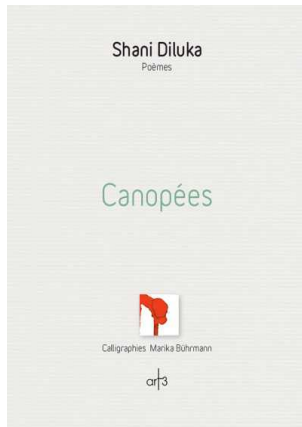 Shani Diluka
Poèmes
Canopées
Calligraphies Marika Bührmann
art3